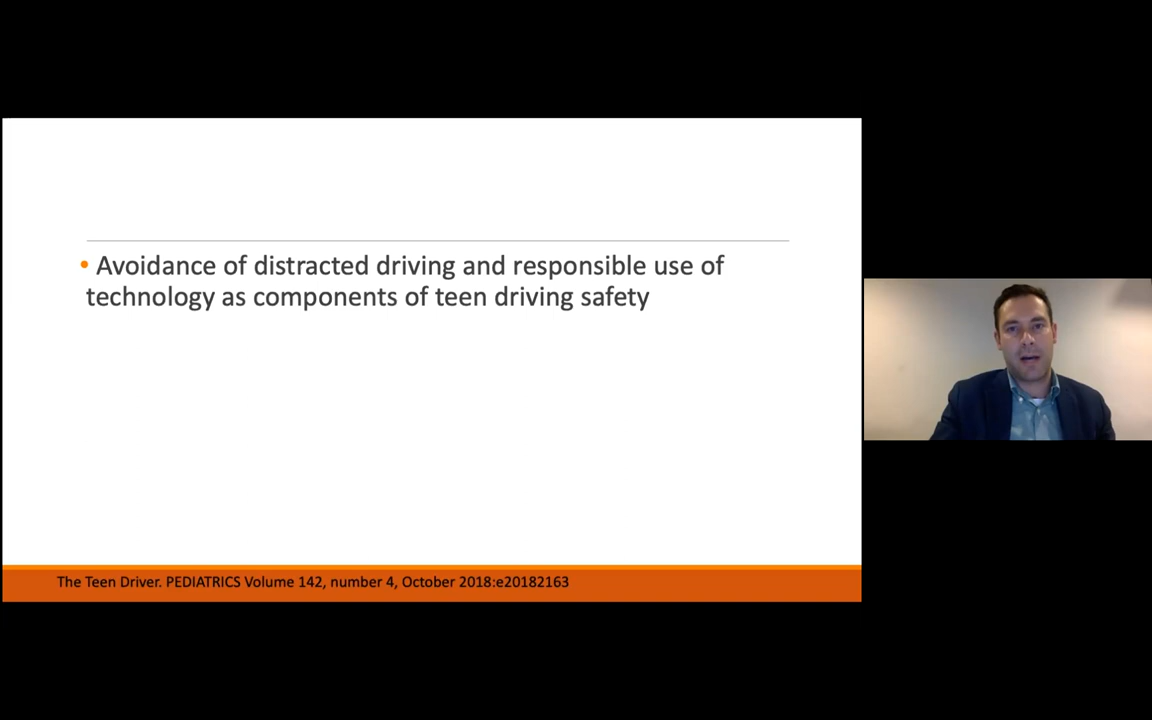 • Avoidance of distracted driving and responsible use of
technology as components of teen driving safety
The Teen Driver. PEDIATRICS Volume 142, number 4, October 2018:e20182163